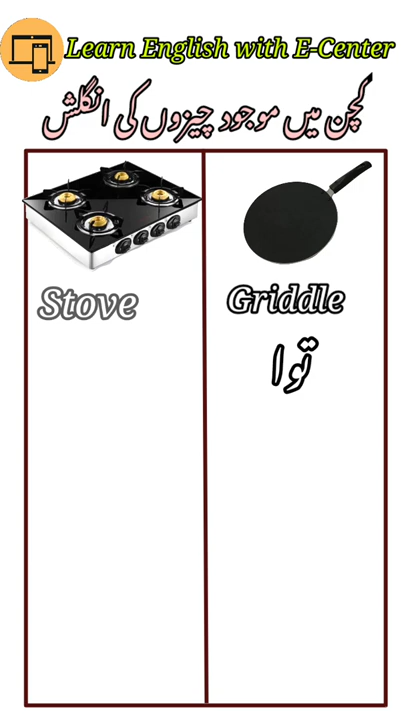 Learn English with E-Center
کچن میں موجود چیزوں کی انگلش
Stove
Griddle
توا